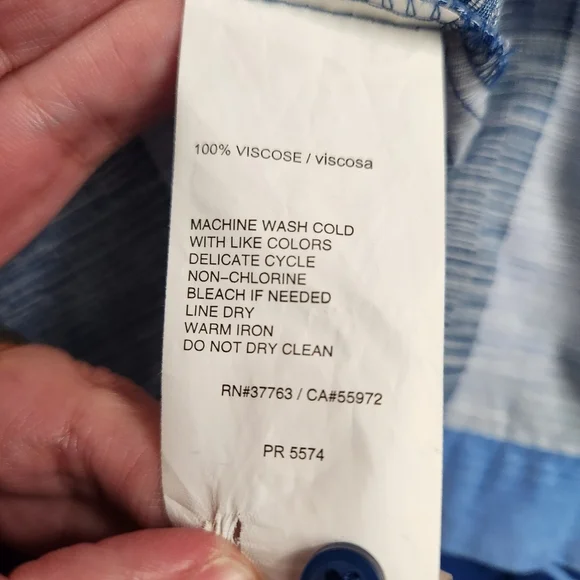 100% VISCOSE / viscosa
MACHINE WASH COLD
WITH LIKE COLORS
DELICATE CYCLE
NON-CHLORINE
BLEACH IF NEEDED
LINE DRY
WARM IRON
DO NOT DRY CLEAN
RN#37763 / CA#55972
PR 5574